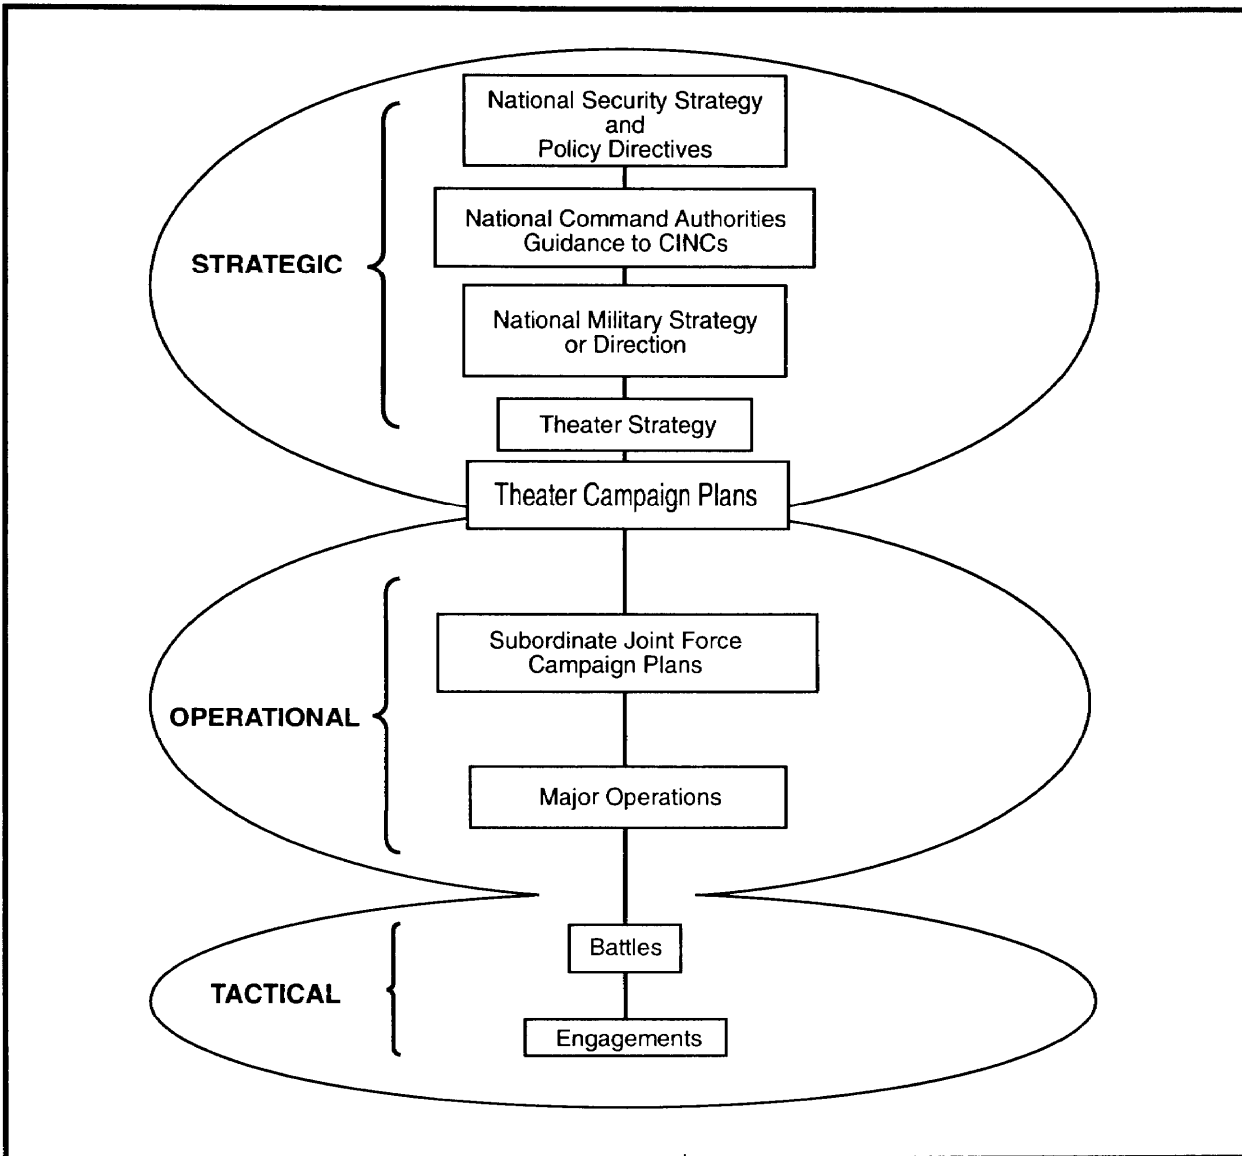 National Security Strategy
and
Policy Directives
National Command Authorities
Guidance to CINCs
STRATEGIC
National Military Strategy
or Direction
Theater Strategy
Theater Campaign Plans
Subordinate Joint Force
Campaign Plans
OPERATIONAL
Major Operations
Battles
TACTICAL
Engagements